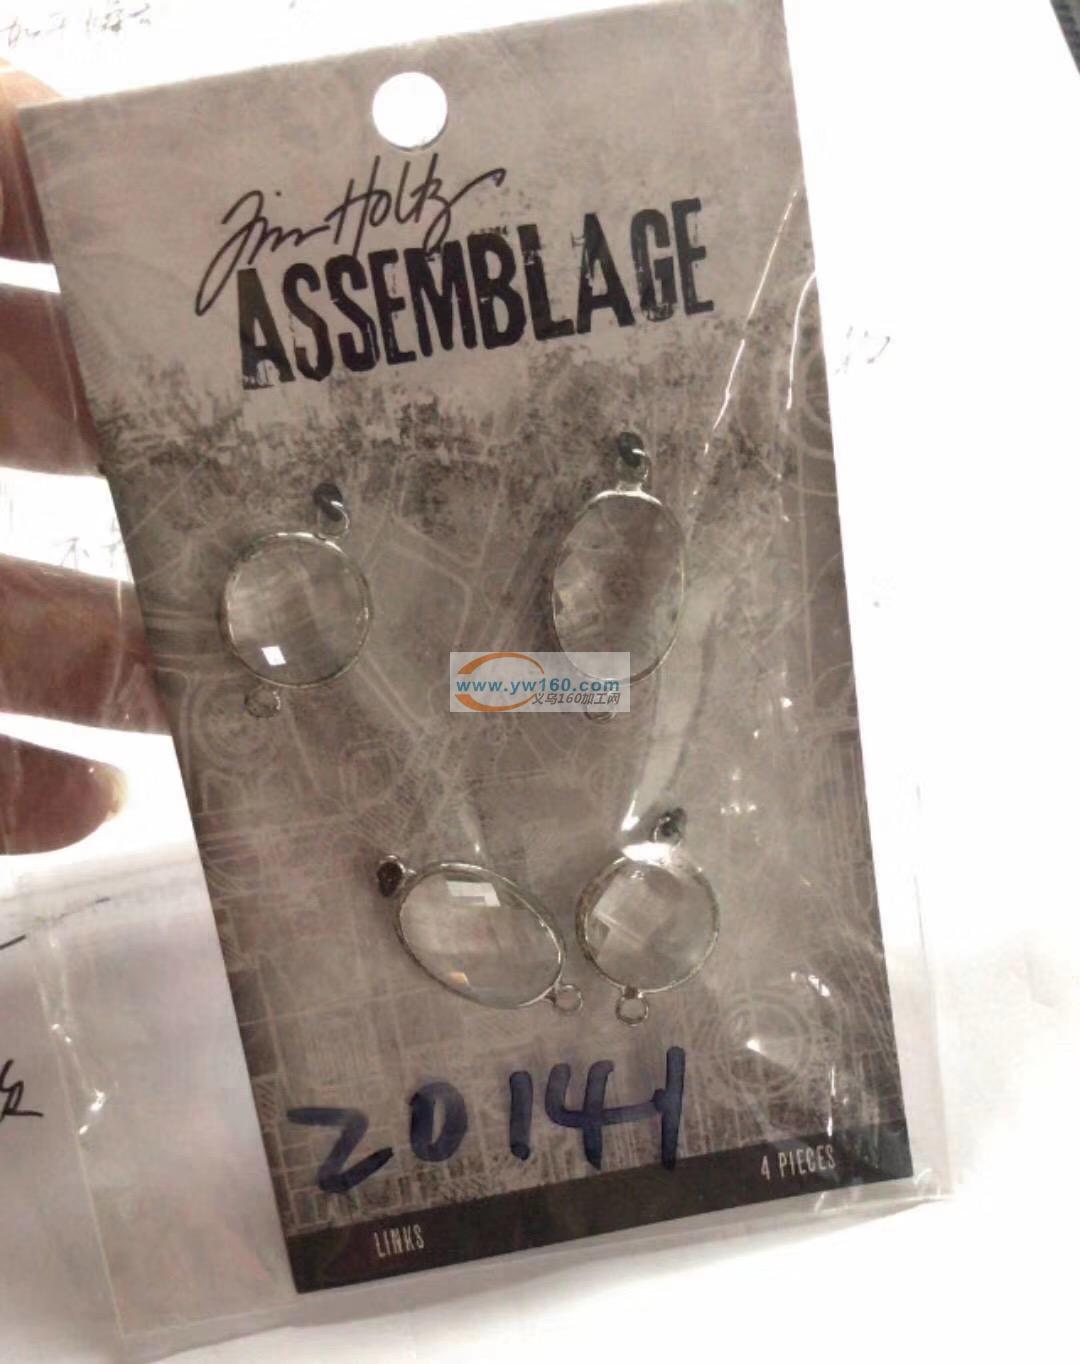 Tim Holtz
ASSEMBLAGE
www.yw160.com
义乌160加工网
20141
4 PIECES
LINKS